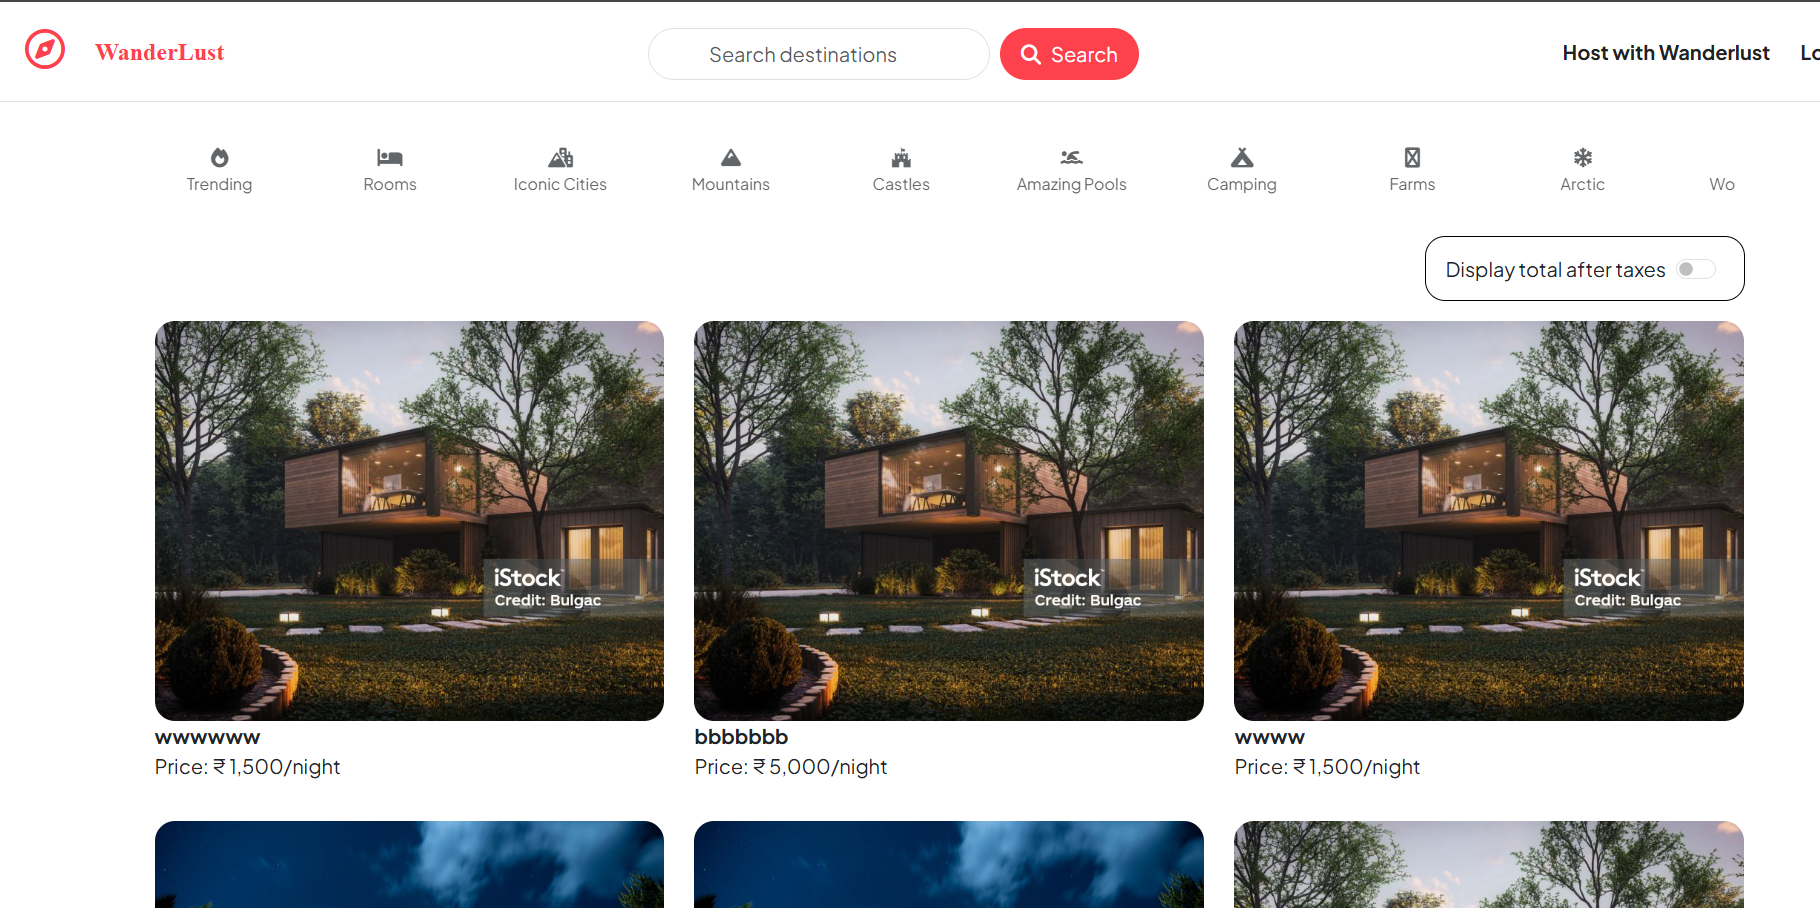 WanderLust
Search destinations
Search
Host with Wanderlust
Lo
Trending
Rooms
Iconic Cities
Mountains
Castles
Amazing Pools
Camping
Farms
Arctic
Wo
Display total after taxes
iStock
Credit: Bulgac
iStock
Credit: Bulgac
iStock
Credit: Bulgac
wwwwww
Price: ₹ 1,500/night
bbbbbbb
Price: ₹ 5,000/night
wwww
Price: ₹ 1,500/night